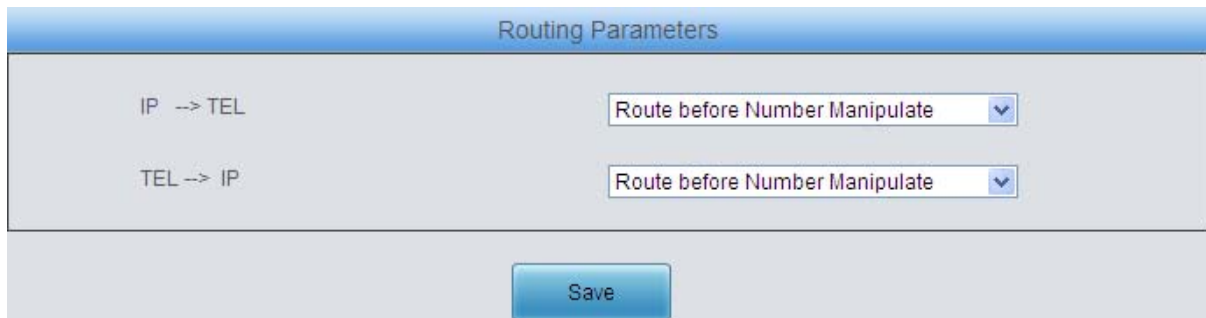 Routing Parameters
IP --> TEL Route before Number Manipulate
TEL --> IP Route before Number Manipulate
Save